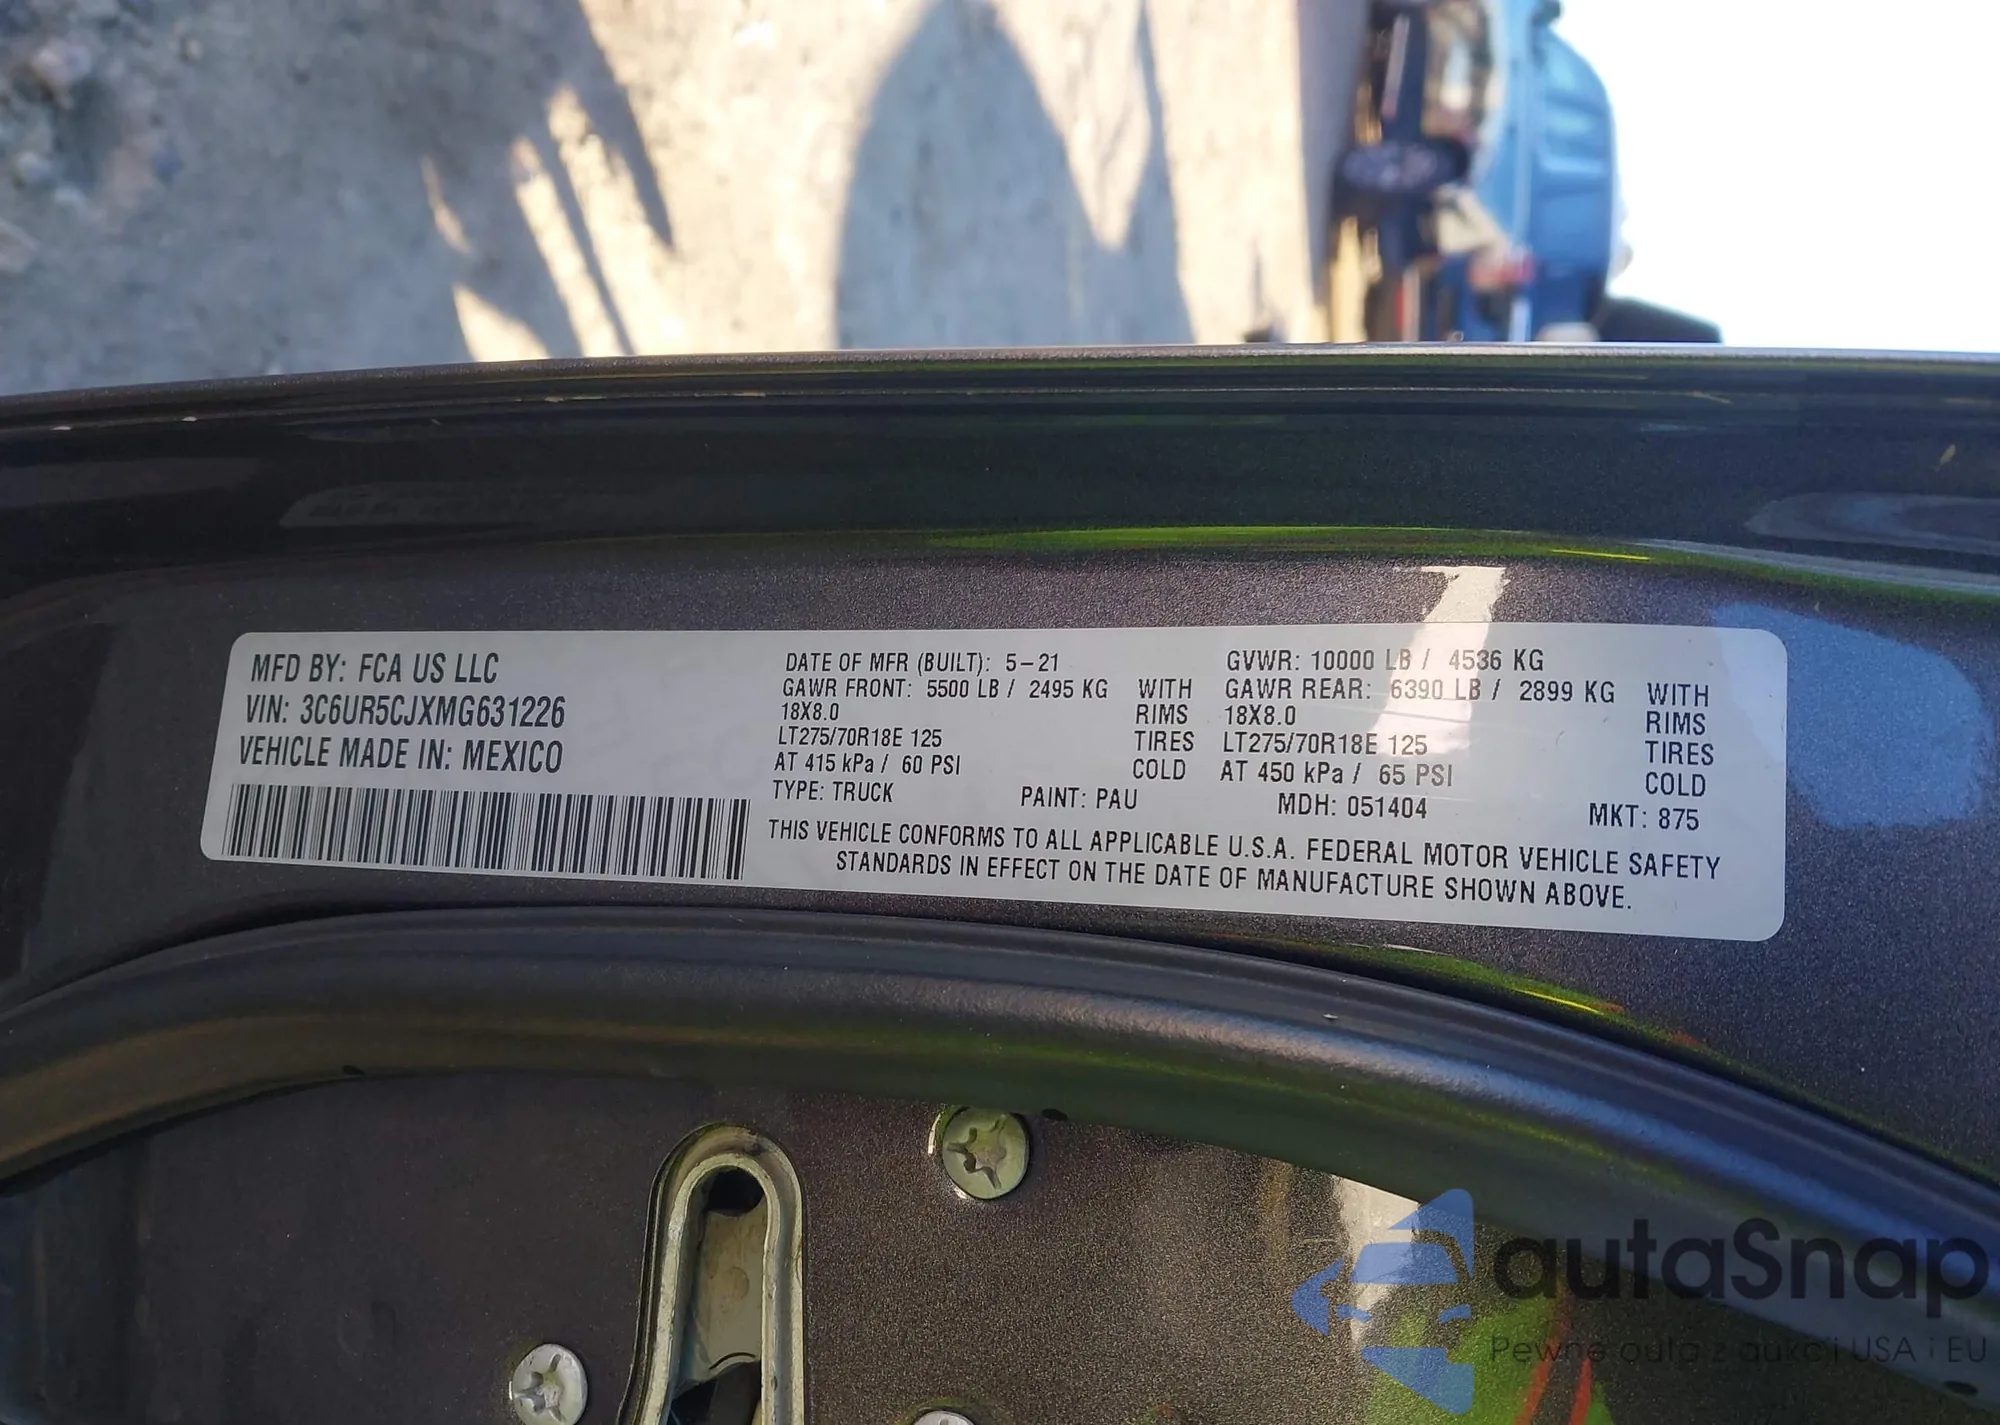 MFD BY: FCA US LLC
VIN: 3C6UR5CJXMG631226
VEHICLE MADE IN: MEXICO
DATE OF MFR (BUILT): 5-21
GAWR FRONT: 5500 LB / 2495 KG WITH
18X8.0 RIMS
LT275/70R18E 125 TIRES
AT 415 kPa / 60 PSI COLD
GVWR: 10000 LB / 4536 KG
GAWR REAR: 6390 LB / 2899 KG WITH
18X8.0 RIMS
LT275/70R18E 125 TIRES
AT 450 kPa / 65 PSI COLD
TYPE: TRUCK PAINT: PAU MDH: 051404 MKT: 875
THIS VEHICLE CONFORMS TO ALL APPLICABLE U.S.A. FEDERAL MOTOR VEHICLE SAFETY
STANDARDS IN EFFECT ON THE DATE OF MANUFACTURE SHOWN ABOVE.
autaSnap
Pewne auta z aukcji USA i EU